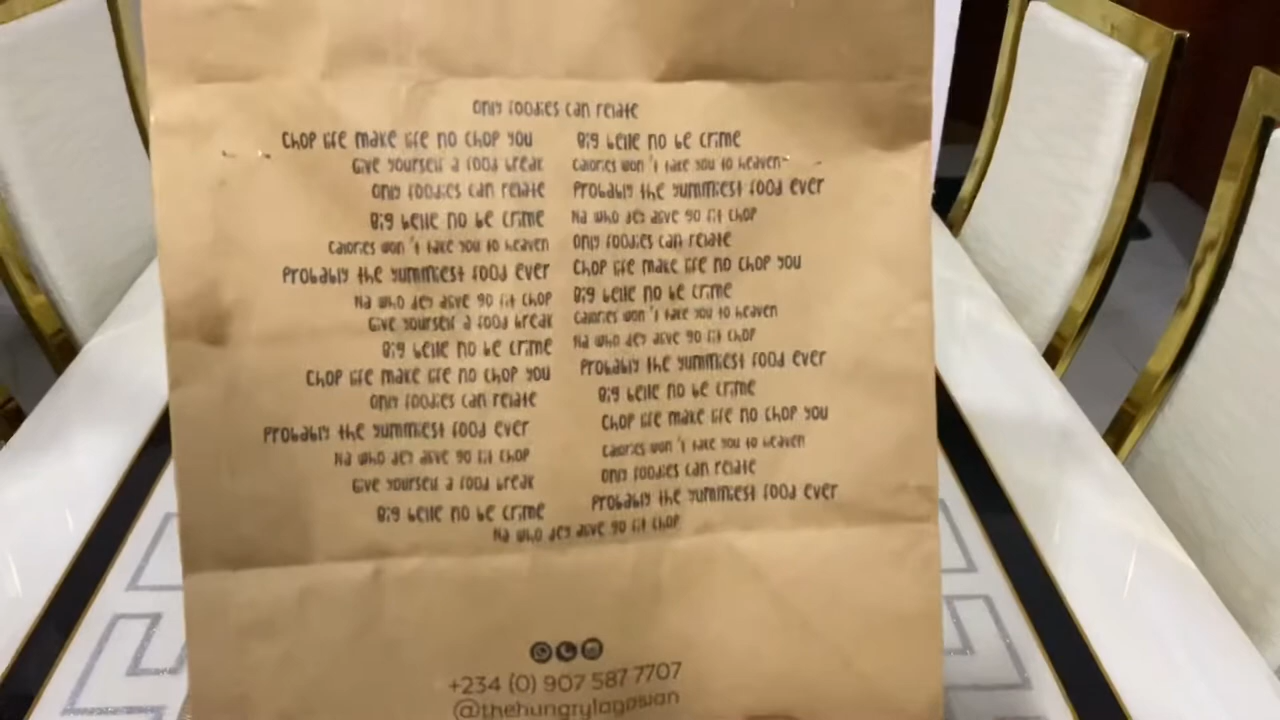 Only foodies can relate
Chop life make life no chop you
Give yourself a food break
Only foodies can relate
Big belle no be crime
Calories won't take you to heaven
Probably the yummiest food ever
Na who dey alive go fit chop
Give yourself a food break
Big belle no be crime
Chop life make life no chop you
Only foodies can relate
Probably the yummiest food ever
Na who dey alive go fit chop
Give yourself a food break
Big belle no be crime
Big belle no be crime
Calories won't take you to heaven
Probably the yummiest food ever
Na who dey alive go fit chop
Only foodies can relate
Chop life make life no chop you
Big belle no be crime
Calories won't take you to heaven
Na who dey alive go fit chop
Probably the yummiest food ever
Big belle no be crime
Chop life make life no chop you
Calories won't take you to heaven
Only foodies can relate
Probably the yummiest food ever
Na who dey alive go fit chop
+234 (0) 907 587 7707
@thehungrylagosian